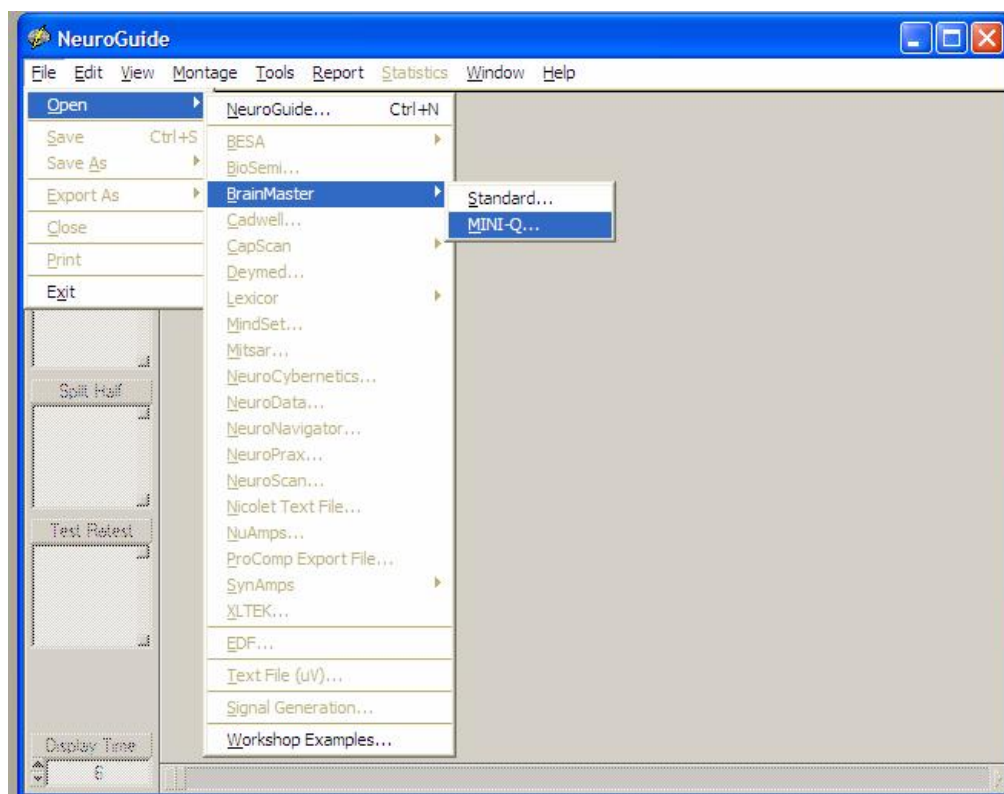 NeuroGuide
File Edit View Montage Tools Report Statistics Window Help
Open
Save Ctrl+S
Save As
Export As
Close
Print
Exit
NeuroGuide... Ctrl+N
BESA
BioSemi...
BrainMaster
Cadwell...
CapScan
Deymed...
Lexicor
MindSet...
Mitsar...
NeuroCybernetics...
NeuroData...
NeuroNavigator...
NeuroPrax...
NeuroScan...
Nicolet Text File...
NuAmps...
ProComp Export File...
SynAmps
XLTEK...
EDF...
Text File (uV)...
Signal Generation...
Workshop Examples...
Standard...
MINI-Q...
Split Half
Test Retest
Display Time
6